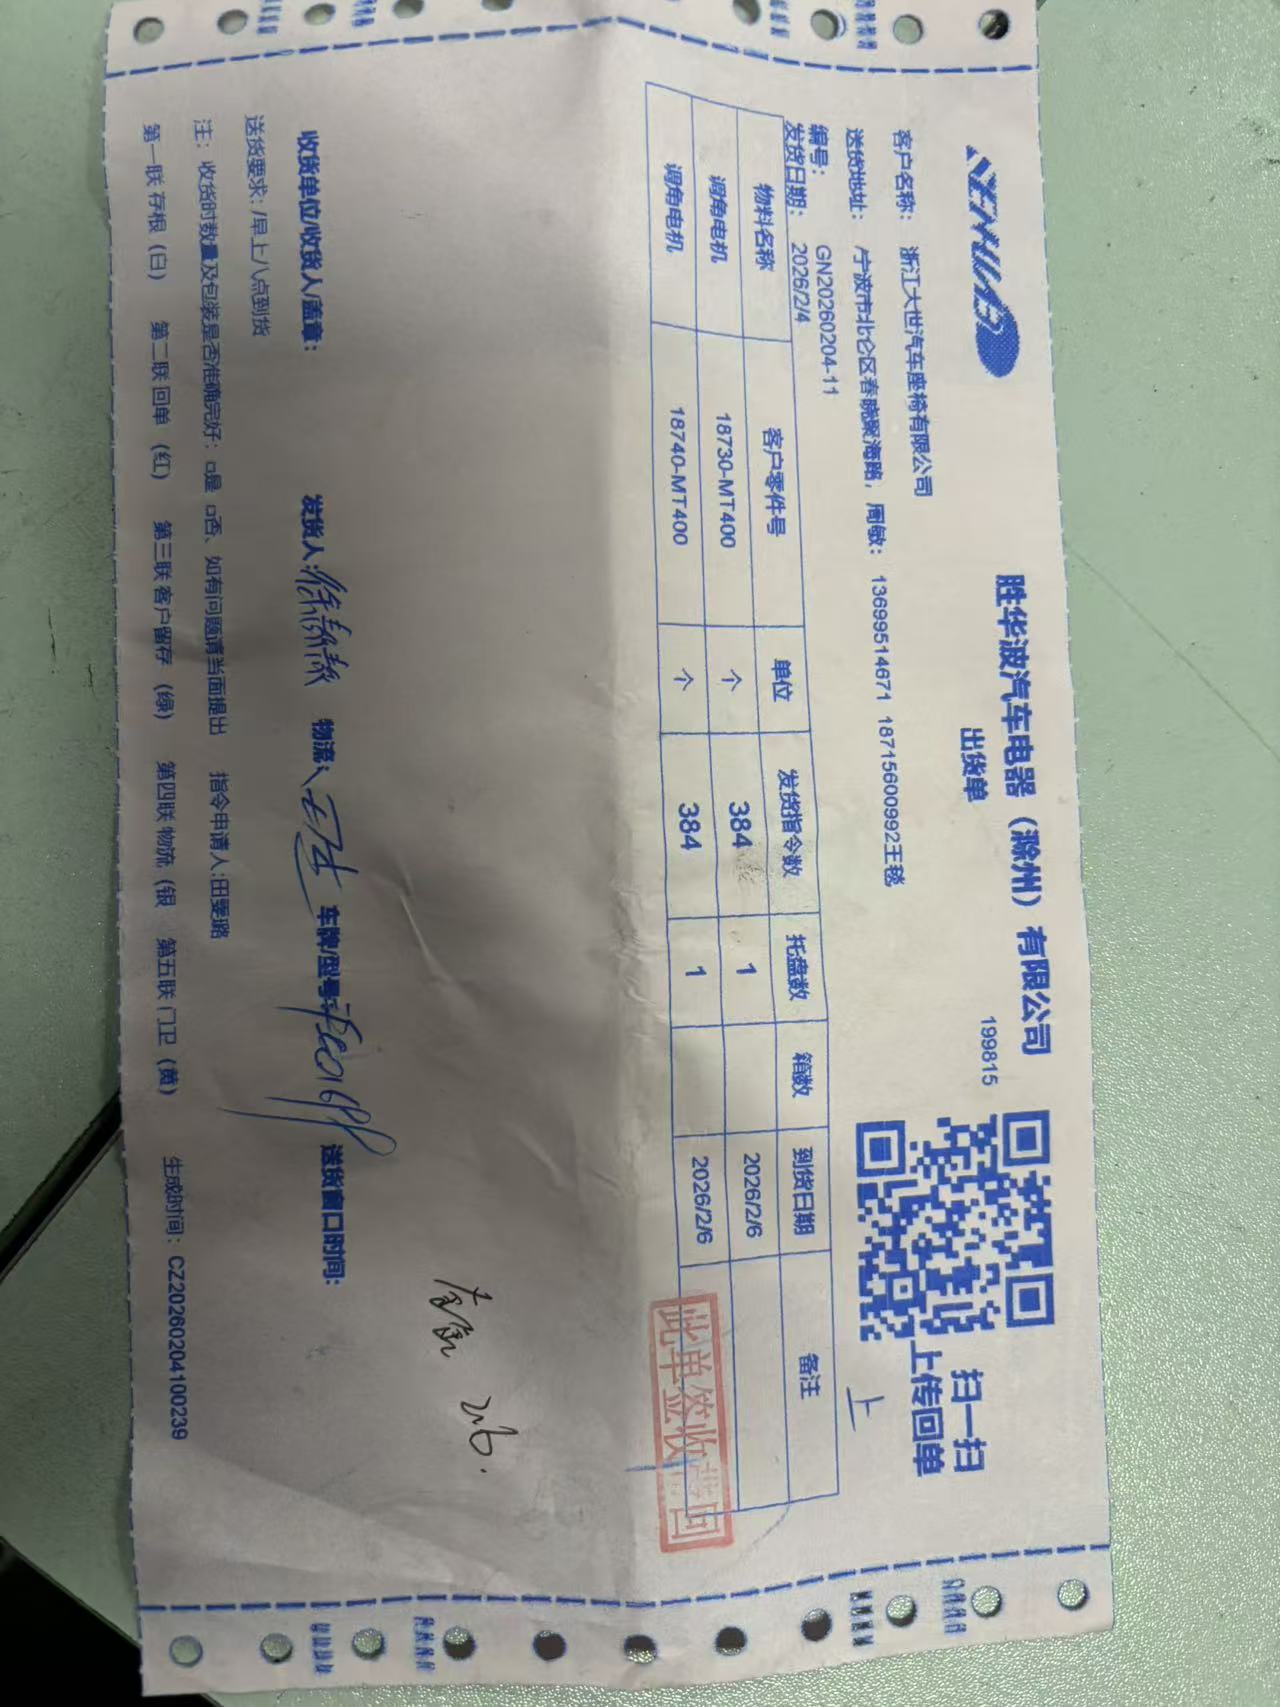 SHENGHUABO
胜华波汽车电器（滁州）有限公司
出货单
199815
扫一扫
上传回单
客户名称： 浙江大世汽车座椅有限公司
送货地址： 宁波市北仑区春晓聚海路，周敏： 13699514671 18715600992王毯
编号： GN20260204-11
发货日期： 2026/2/4
物料名称 客户零件号 单位 发货指令数 托盘数 箱数 到货日期 备注
调角电机 18730-MT400 个 384 1 2026/2/6
调角电机 18740-MT400 个 384 1 2026/2/6
此单签收带回
2.6.
收货单位/收货人/盖章： 发货人: 物流: 车牌/型号: 送货窗口时间:
送货要求: /早上八点到货
注： 收货时数量及包装是否准确完好：□是 □否、如有问题请当面提出 指令申请人:田雯璐
第一联 存根（白） 第二联 回单（红） 第三联 客户留存（绿） 第四联 物流（银 第五联 门卫（黄） 生成时间：CZ20260204100239